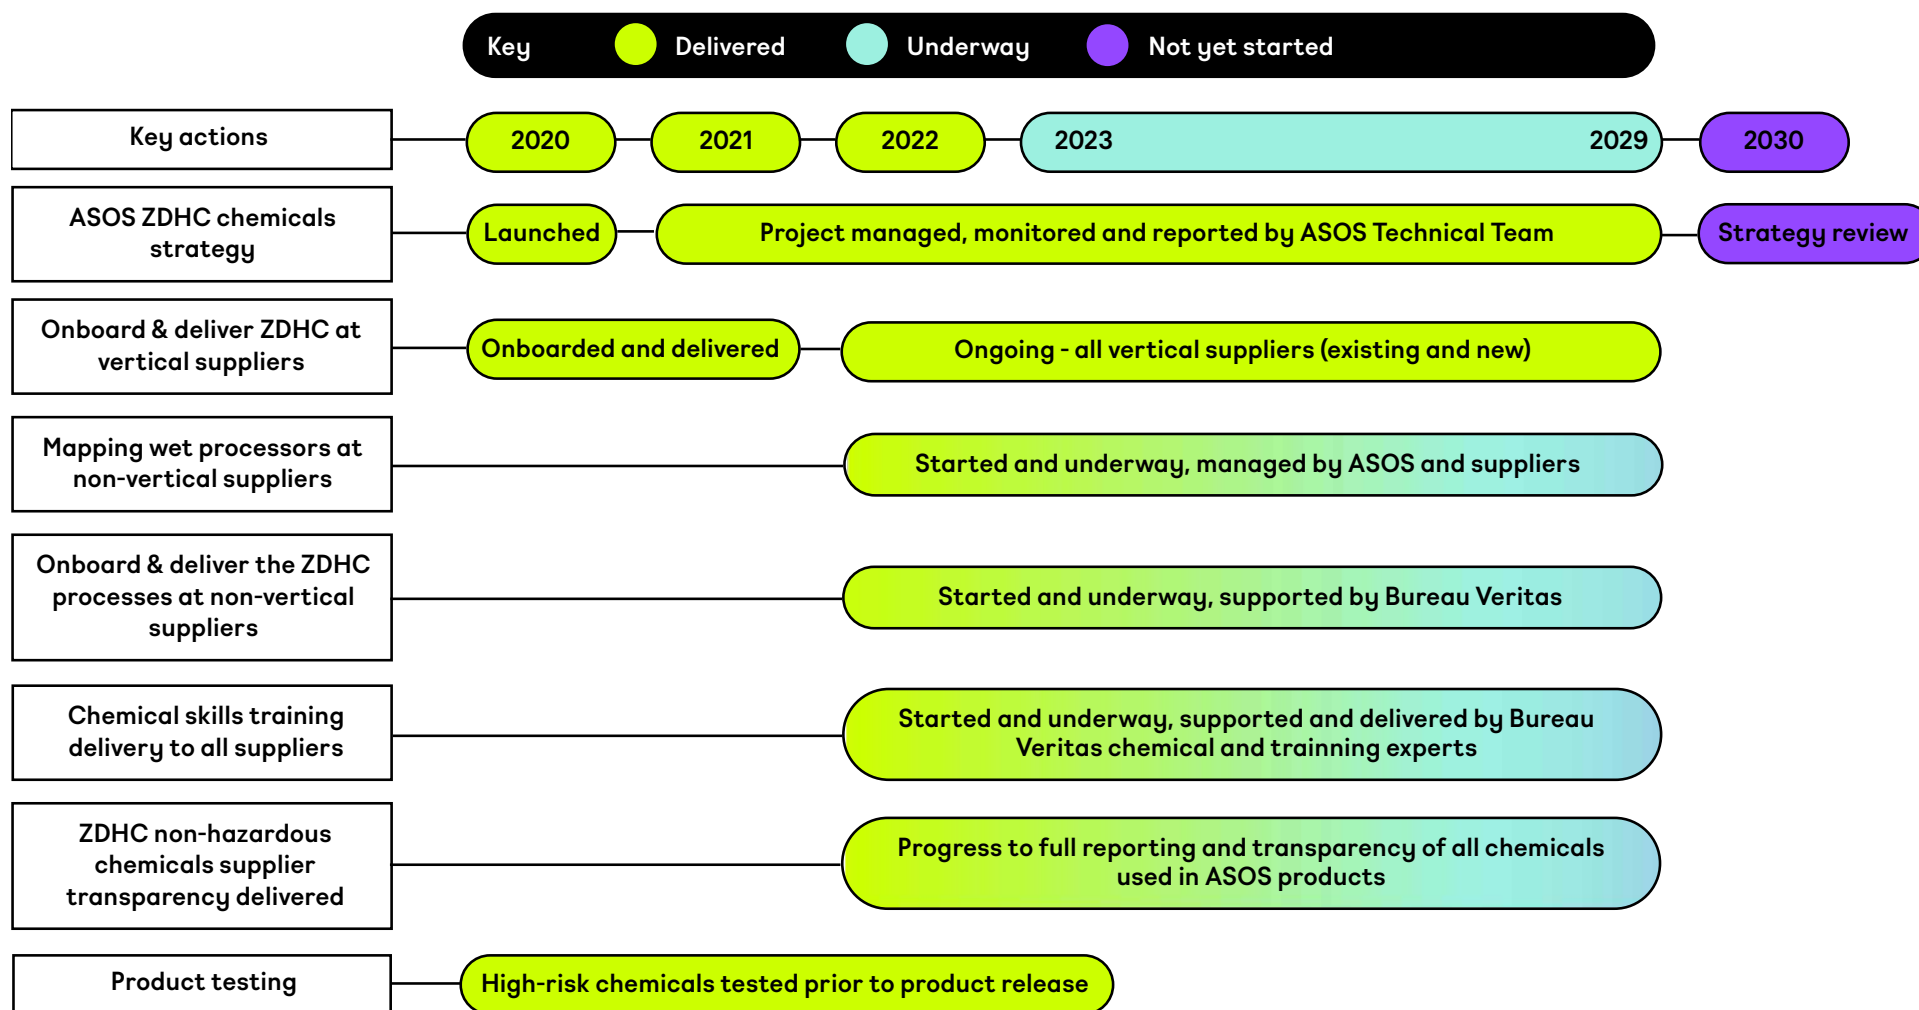 Key Delivered Underway Not yet started
Key actions 2020 2021 2022 2023 2029 2030
ASOS ZDHC chemicals
strategy
Launched Project managed, monitored and reported by ASOS Technical Team Strategy review
Onboard & deliver ZDHC at
vertical suppliers
Onboarded and delivered Ongoing - all vertical suppliers (existing and new)
Mapping wet processors at
non-vertical suppliers
Started and underway, managed by ASOS and suppliers
Onboard & deliver the ZDHC
processes at non-vertical
suppliers
Started and underway, supported by Bureau Veritas
Chemical skills training
delivery to all suppliers
Started and underway, supported and delivered by Bureau
Veritas chemical and trainning experts
ZDHC non-hazardous
chemicals supplier
transparency delivered
Progress to full reporting and transparency of all chemicals
used in ASOS products
Product testing
High-risk chemicals tested prior to product release